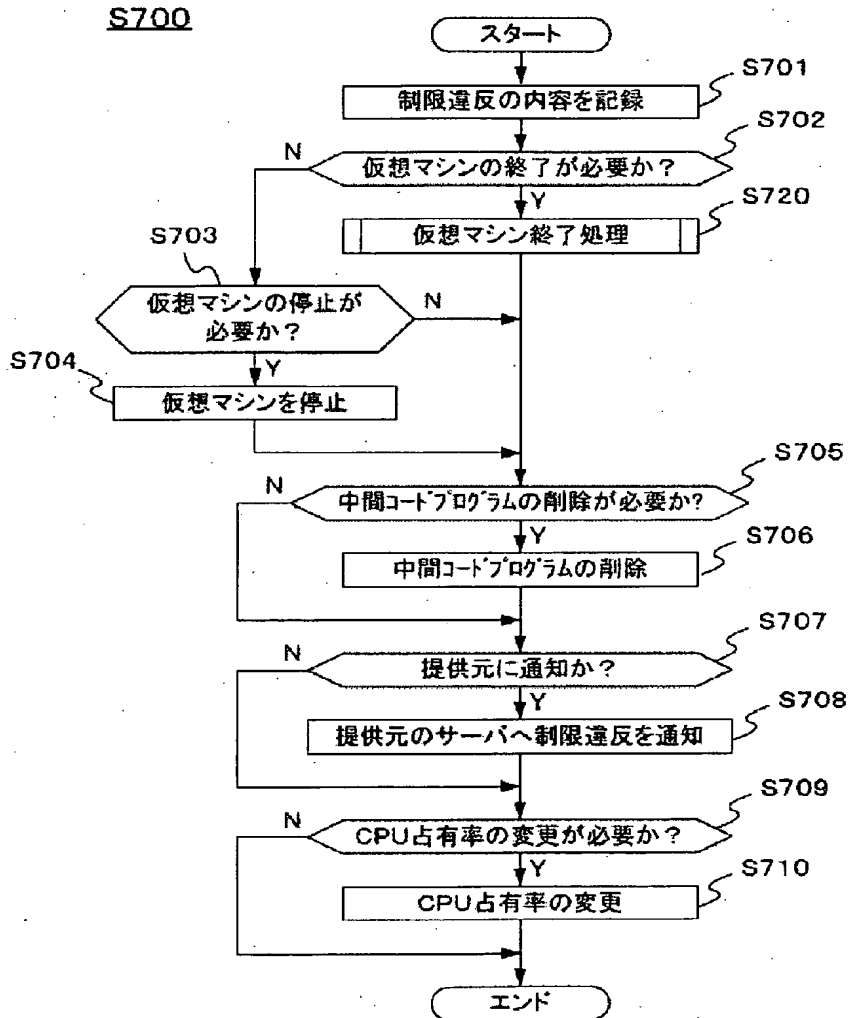 S700
スタート
S701
制限違反の内容を記録
S702
仮想マシンの終了が必要か?
N
Y
S720
仮想マシン終了処理
S703
仮想マシンの停止が
必要か?
N
Y
S704
仮想マシンを停止
S705
中間コードプログラムの削除が必要か?
N
Y
S706
中間コードプログラムの削除
S707
提供元に通知か?
N
Y
S708
提供元のサーバへ制限違反を通知
S709
CPU占有率の変更が必要か?
N
Y
S710
CPU占有率の変更
エンド